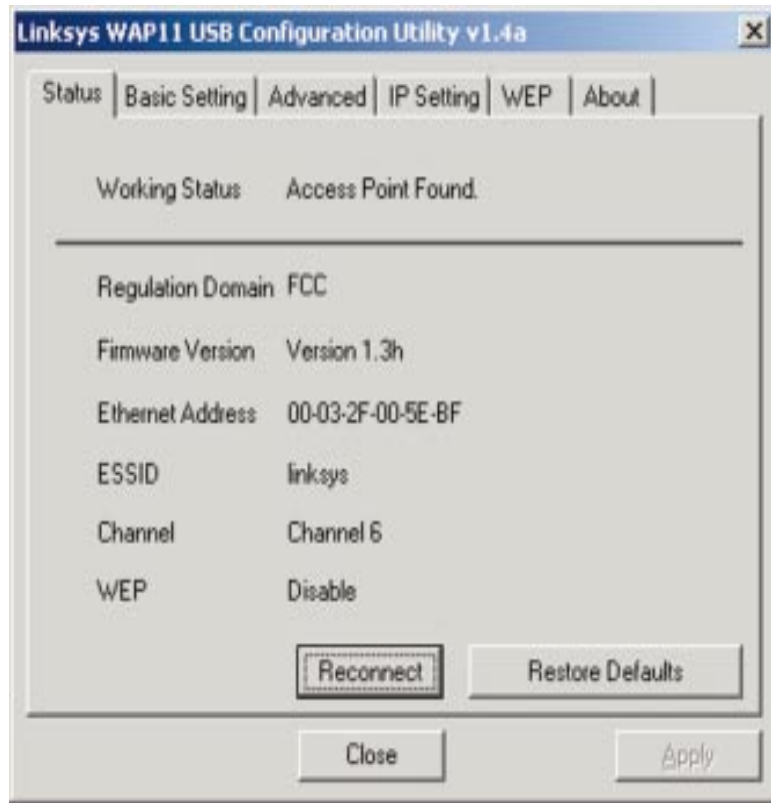 Linksys WAP11 USB Configuration Utility v1.4a
Status Basic Setting Advanced IP Setting WEP About
Working Status Access Point Found.
Regulation Domain FCC
Firmware Version Version 1.3h
Ethernet Address 00-03-2F-00-5E-BF
ESSID linksys
Channel Channel 6
WEP Disable
Reconnect Restore Defaults
Close Apply